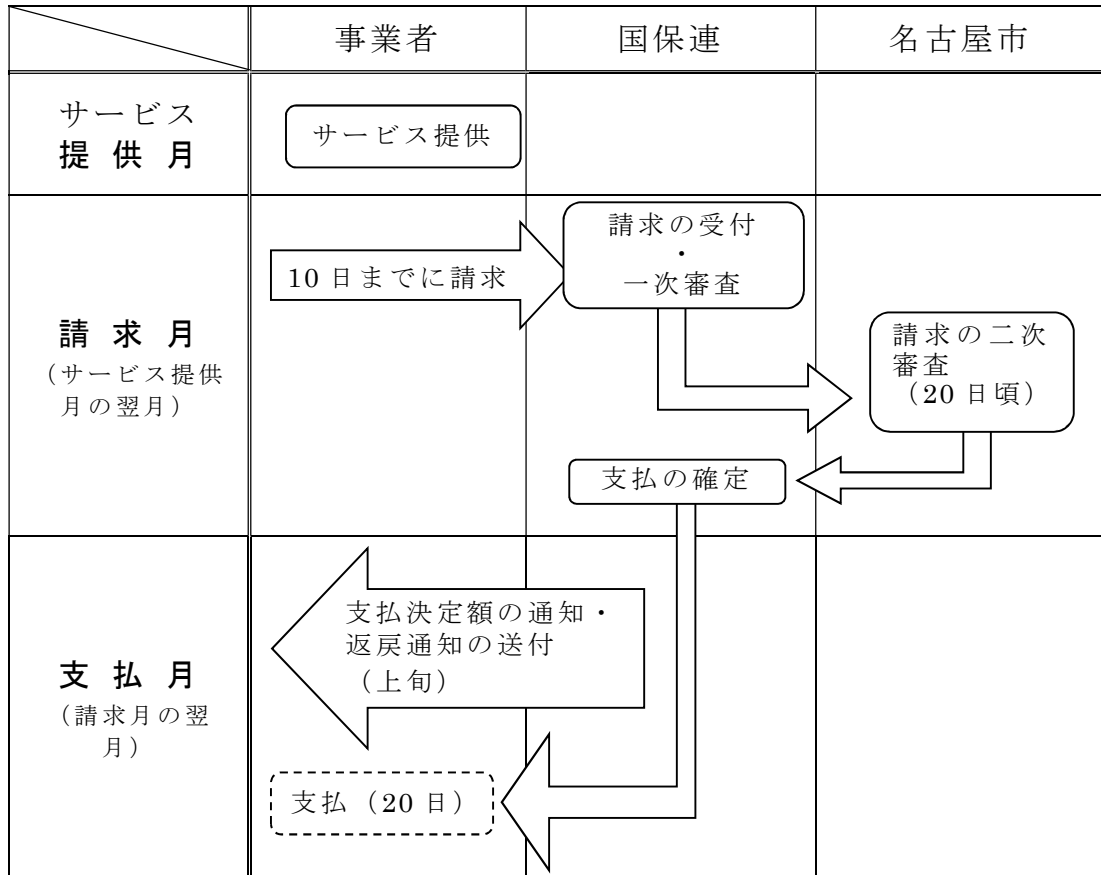 事業者
国保連
名古屋市
サービス
提供月
サービス提供
請求月
（サービス提供
月の翌月）
10日までに請求
請求の受付
・
一次審査
請求の二次
審査
（20日頃）
支払の確定
支払月
（請求月の翌
月）
支払決定額の通知・
返戻通知の送付
（上旬）
支払（20日）